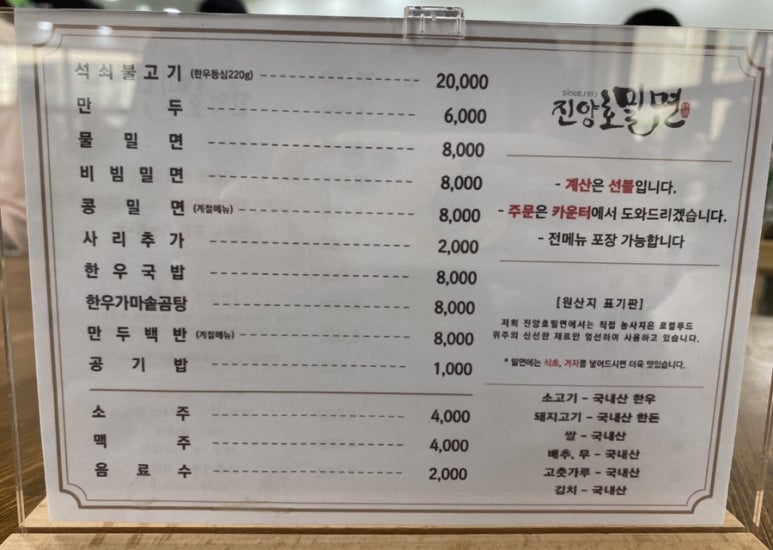 석쇠불고기 (한우등심220g) 20,000
만두 6,000
물밀면 8,000
비빔밀면 8,000
콩밀면 (계절메뉴) 8,000
사리추가 2,000
한우국밥 8,000
한우가마솥곰탕 8,000
만두백반 (계절메뉴) 8,000
공기밥 1,000
소주 4,000
맥주 4,000
음료수 2,000
since.1993
진양호밀면
- 계산은 선불입니다.
- 주문은 카운터에서 도와드리겠습니다.
- 전메뉴 포장 가능합니다
[원산지 표기판]
저희 진양호밀면에서는 직접 농사지은 로컬푸드
위주의 신선한 재료만 엄선하여 사용하고 있습니다.
* 밀면에는 식초, 겨자를 넣어드시면 더욱 맛있습니다.
소고기 - 국내산 한우
돼지고기 - 국내산 한돈
쌀 - 국내산
배추, 무 - 국내산
고춧가루 - 국내산
김치 - 국내산